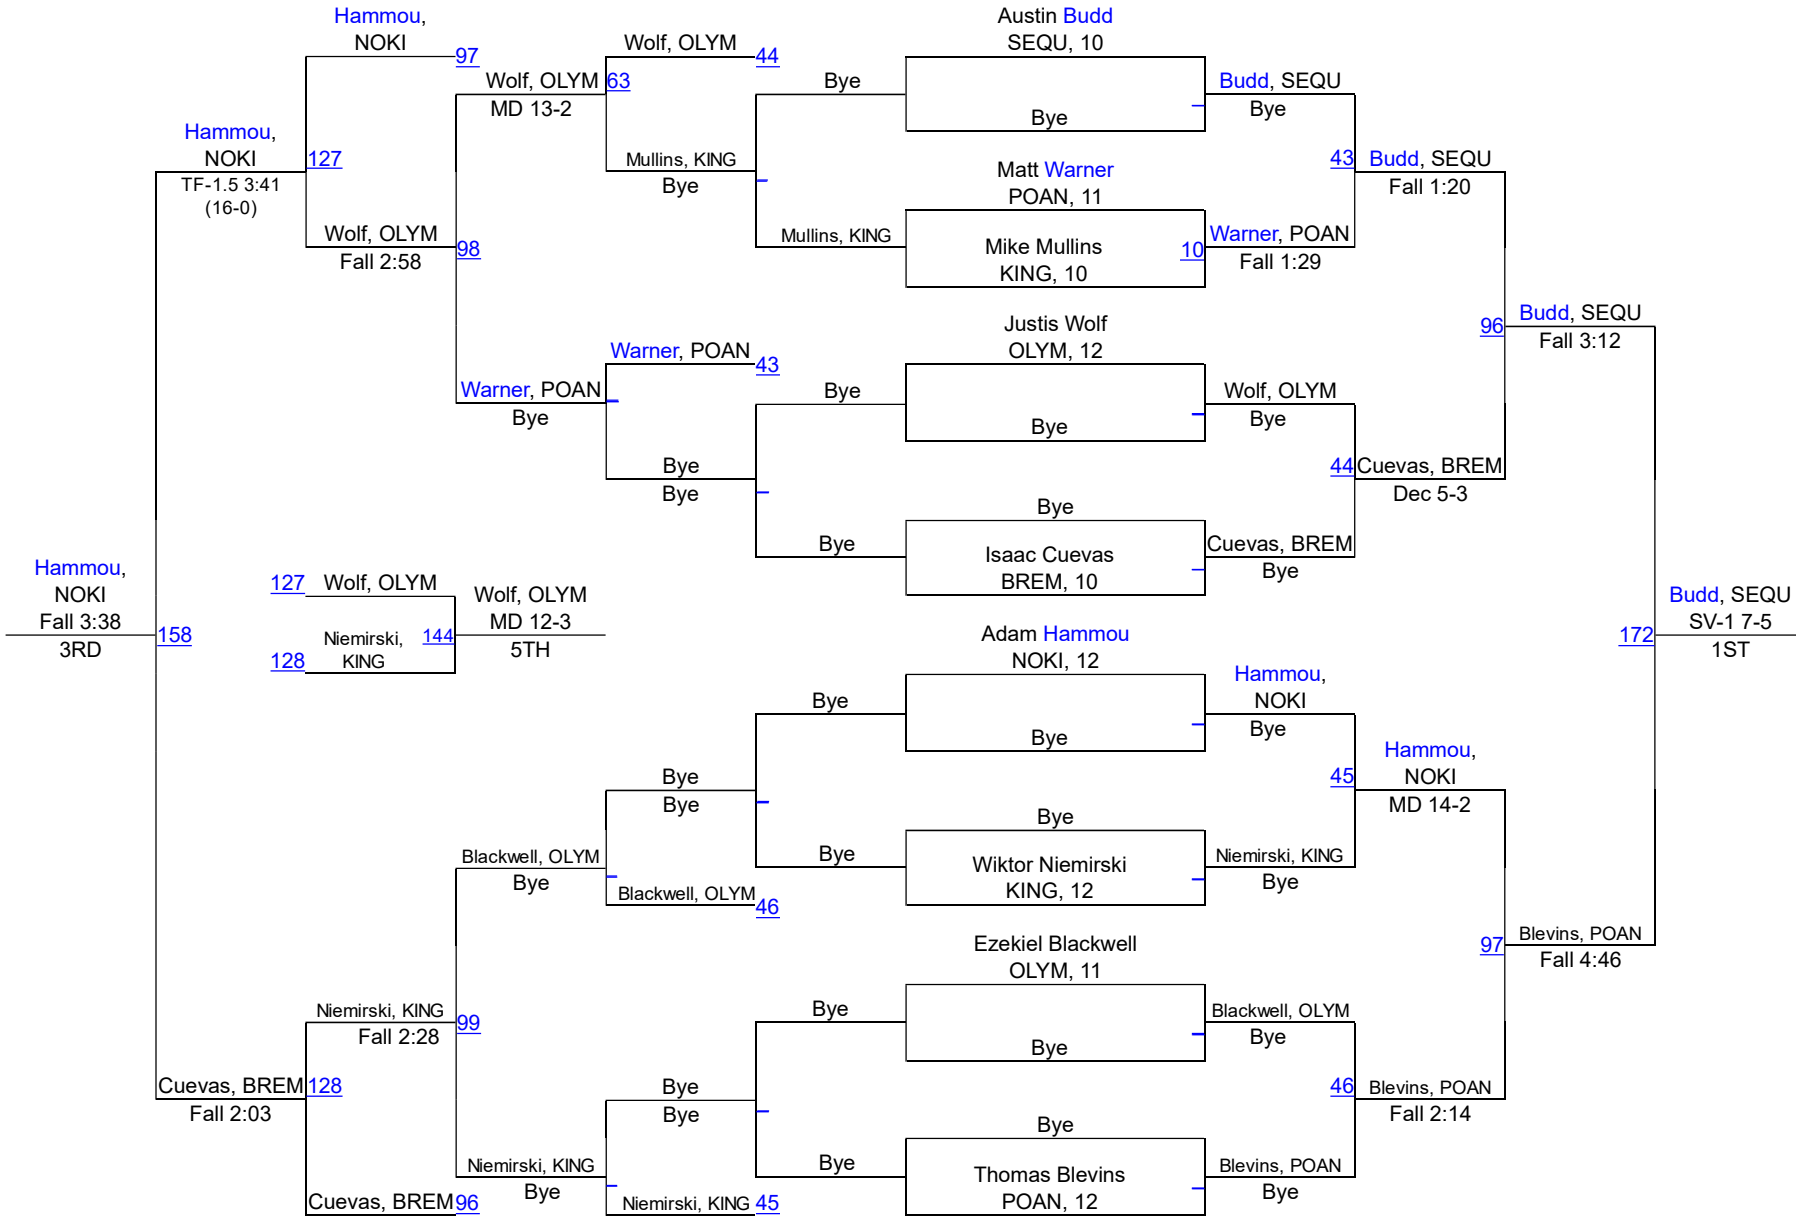 Hammou,
NOKI
97
Wolf, OLYM
MD 13-2
63
Wolf, OLYM
44
Mullins, KING
Bye
Hammou,
NOKI
TF-1.5 3:41
(16-0)
127
Wolf, OLYM
Fall 2:58
98
Warner, POAN
Bye
Warner, POAN
43
Bye
Bye
Bye
Mullins, KING
Bye
Bye
Austin Budd
SEQU, 10
Bye
Matt Warner
POAN, 11
Mike Mullins
KING, 10
10
Justis Wolf
OLYM, 12
Bye
Bye
Isaac Cuevas
BREM, 10
Budd, SEQU
Bye
Warner, POAN
Fall 1:29
43
Budd, SEQU
Fall 1:20
Wolf, OLYM
Bye
44
Cuevas, BREM
Dec 5-3
Cuevas, BREM
Bye
96
Budd, SEQU
Fall 3:12
Hammou,
NOKI
Fall 3:38
3RD
158
127
Wolf, OLYM
Niemirski,
KING
128
144
Wolf, OLYM
MD 12-3
5TH
172
Budd, SEQU
SV-1 7-5
1ST
Adam Hammou
NOKI, 12
Bye
Bye
Wiktor Niemirski
KING, 12
Ezekiel Blackwell
OLYM, 11
Bye
Bye
Thomas Blevins
POAN, 12
Hammou,
NOKI
Bye
45
Hammou,
NOKI
MD 14-2
Niemirski, KING
Bye
97
Blevins, POAN
Fall 4:46
Blackwell, OLYM
Bye
46
Blevins, POAN
Fall 2:14
Blevins, POAN
Bye
Bye
Bye
Bye
Bye
Bye
Bye
Blackwell, OLYM
Bye
Blackwell, OLYM
46
Niemirski, KING
Fall 2:28
99
Bye
Bye
Cuevas, BREM
Fall 2:03
128
Niemirski, KING
Bye
Cuevas, BREM
96
Niemirski, KING
45